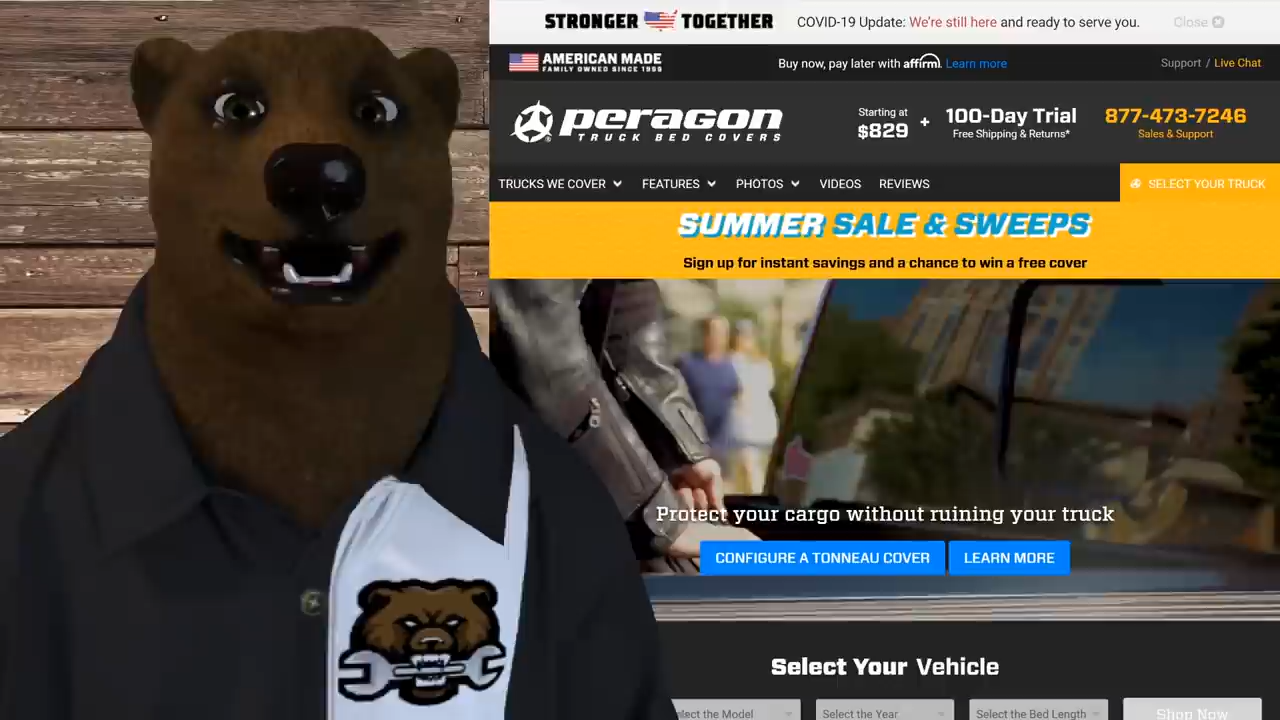 STRONGER TOGETHER
COVID-19 Update: We're still here and ready to serve you.
Close
AMERICAN MADE
FAMILY OWNED SINCE 1999
Buy now, pay later with affirm. Learn more
Support / Live Chat
peragon®
TRUCK BED COVERS
Starting at
$829
+
100-Day Trial
Free Shipping & Returns*
877-473-7246
Sales & Support
TRUCKS WE COVER
FEATURES
PHOTOS
VIDEOS
REVIEWS
SELECT YOUR TRUCK
SUMMER SALE & SWEEPS
Sign up for instant savings and a chance to win a free cover
Protect your cargo without ruining your truck
CONFIGURE A TONNEAU COVER
LEARN MORE
Select Your Vehicle
the Model
Select the Year
Select the Bed Length
Shop Now